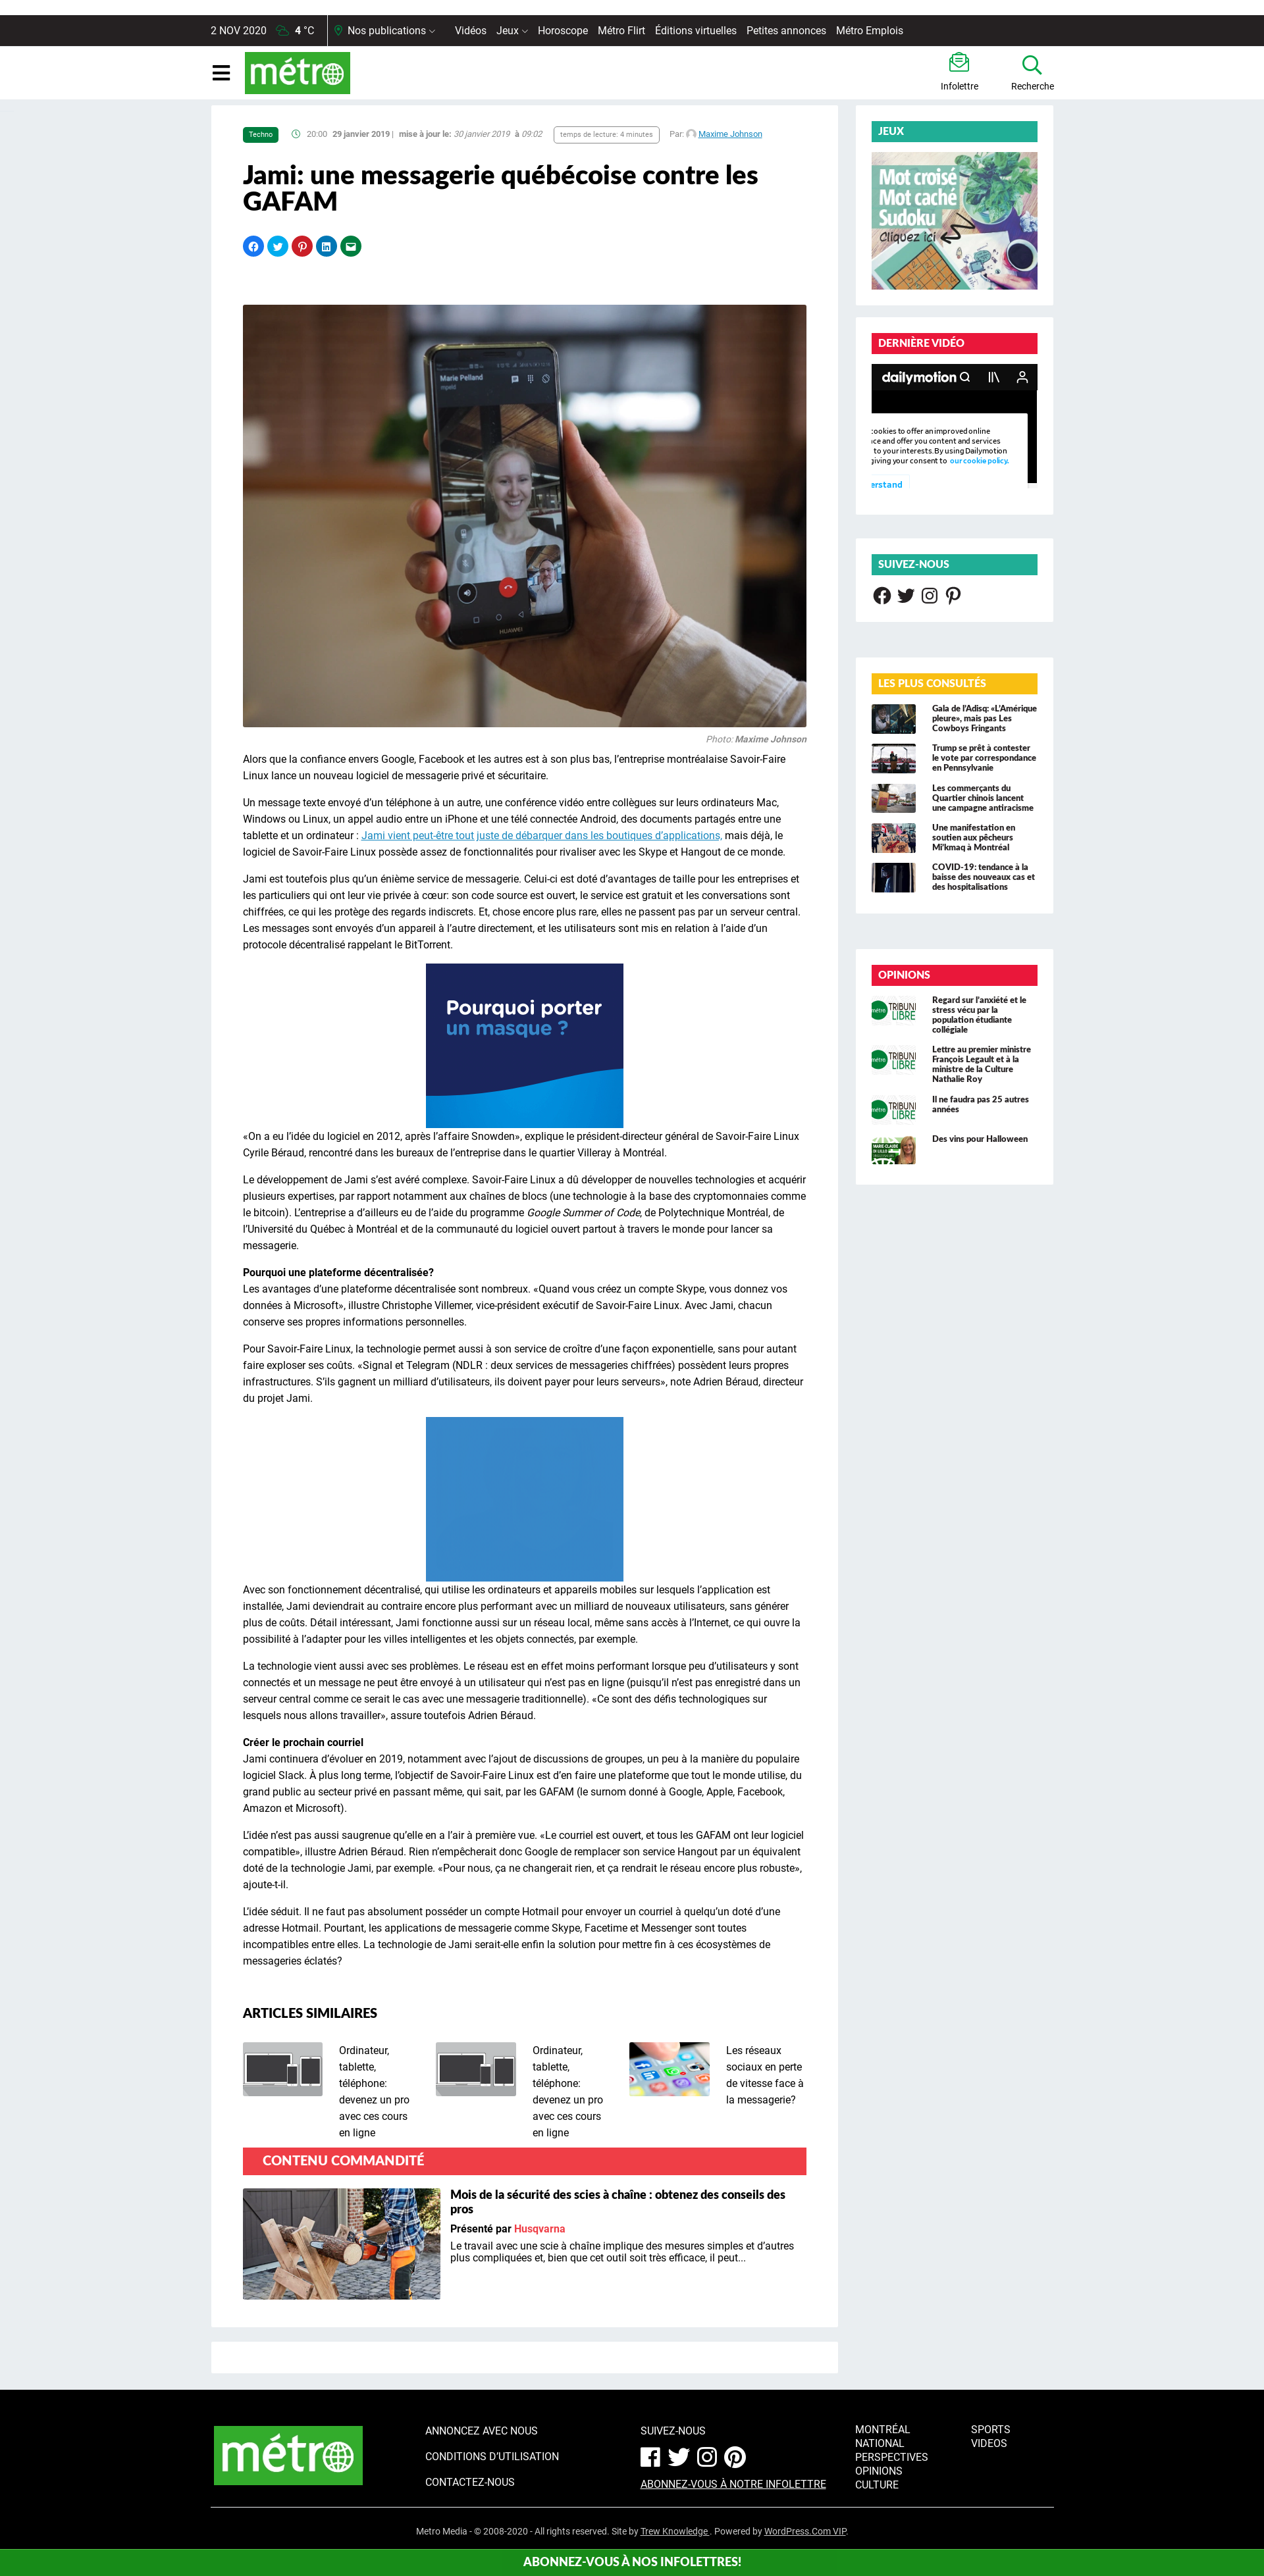 2 NOV 2020 4 °C Nos publications Vidéos Jeux Horoscope Métro Flirt Éditions virtuelles Petites annonces Métro Emplois
métro
Infolettre
Recherche
Techno 20:00 29 janvier 2019 | mise à jour le: 30 janvier 2019 à 09:02 temps de lecture: 4 minutes Par: Maxime Johnson
Jami: une messagerie québécoise contre les
GAFAM
Marie Pelland
mpelld
HUAWEI
Photo: Maxime Johnson
Alors que la confiance envers Google, Facebook et les autres est à son plus bas, l’entreprise montréalaise Savoir-Faire
Linux lance un nouveau logiciel de messagerie privé et sécuritaire.
Un message texte envoyé d’un téléphone à un autre, une conférence vidéo entre collègues sur leurs ordinateurs Mac,
Windows ou Linux, un appel audio entre un iPhone et une télé connectée Android, des documents partagés entre une
tablette et un ordinateur : Jami vient peut-être tout juste de débarquer dans les boutiques d’applications, mais déjà, le
logiciel de Savoir-Faire Linux possède assez de fonctionnalités pour rivaliser avec les Skype et Hangout de ce monde.
Jami est toutefois plus qu’un énième service de messagerie. Celui-ci est doté d’avantages de taille pour les entreprises et
les particuliers qui ont leur vie privée à cœur: son code source est ouvert, le service est gratuit et les conversations sont
chiffrées, ce qui les protège des regards indiscrets. Et, chose encore plus rare, elles ne passent pas par un serveur central.
Les messages sont envoyés d’un appareil à l’autre directement, et les utilisateurs sont mis en relation à l’aide d’un
protocole décentralisé rappelant le BitTorrent.
Pourquoi porter
un masque ?
«On a eu l’idée du logiciel en 2012, après l’affaire Snowden», explique le président-directeur général de Savoir-Faire Linux
Cyrille Béraud, rencontré dans les bureaux de l’entreprise dans le quartier Villeray à Montréal.
Le développement de Jami s’est avéré complexe. Savoir-Faire Linux a dû développer de nouvelles technologies et acquérir
plusieurs expertises, par rapport notamment aux chaînes de blocs (une technologie à la base des cryptomonnaies comme
le bitcoin). L’entreprise a d’ailleurs eu de l’aide du programme Google Summer of Code, de Polytechnique Montréal, de
l’Université du Québec à Montréal et de la communauté du logiciel ouvert partout à travers le monde pour lancer sa
messagerie.
Pourquoi une plateforme décentralisée?
Les avantages d’une plateforme décentralisée sont nombreux. «Quand vous créez un compte Skype, vous donnez vos
données à Microsoft», illustre Christophe Villemer, vice-président exécutif de Savoir-Faire Linux. Avec Jami, chacun
conserve ses propres informations personnelles.
Pour Savoir-Faire Linux, la technologie permet aussi à son service de croître d’une façon exponentielle, sans pour autant
faire exploser ses coûts. «Signal et Telegram (NDLR : deux services de messageries chiffrées) possèdent leurs propres
infrastructures. S’ils gagnent un milliard d’utilisateurs, ils doivent payer pour leurs serveurs», note Adrien Béraud, directeur
du projet Jami.
Avec son fonctionnement décentralisé, qui utilise les ordinateurs et appareils mobiles sur lesquels l’application est
installée, Jami deviendrait au contraire encore plus performant avec un milliard de nouveaux utilisateurs, sans générer
plus de coûts. Détail intéressant, Jami fonctionne aussi sur un réseau local, même sans accès à l’Internet, ce qui ouvre la
possibilité à l’adapter pour les villes intelligentes et les objets connectés, par exemple.
La technologie vient aussi avec ses problèmes. Le réseau est en effet moins performant lorsque peu d’utilisateurs y sont
connectés et un message ne peut être envoyé à un utilisateur qui n’est pas en ligne (puisqu’il n’est pas enregistré dans un
serveur central comme ce serait le cas avec une messagerie traditionnelle). «Ce sont des défis technologiques sur
lesquels nous allons travailler», assure toutefois Adrien Béraud.
Créer le prochain courriel
Jami continuera d’évoluer en 2019, notamment avec l’ajout de discussions de groupes, un peu à la manière du populaire
logiciel Slack. À plus long terme, l’objectif de Savoir-Faire Linux est d’en faire une plateforme que tout le monde utilise, du
grand public au secteur privé en passant même, qui sait, par les GAFAM (le surnom donné à Google, Apple, Facebook,
Amazon et Microsoft).
L’idée n’est pas aussi saugrenue qu’elle en a l’air à première vue. «Le courriel est ouvert, et tous les GAFAM ont leur logiciel
compatible», illustre Adrien Béraud. Rien n’empêcherait donc Google de remplacer son service Hangout par un équivalent
doté de la technologie Jami, par exemple. «Pour nous, ça ne changerait rien, et ça rendrait le réseau encore plus robuste»,
ajoute-t-il.
L’idée séduit. Il ne faut pas absolument posséder un compte Hotmail pour envoyer un courriel à quelqu’un doté d’une
adresse Hotmail. Pourtant, les applications de messagerie comme Skype, Facetime et Messenger sont toutes
incompatibles entre elles. La technologie de Jami serait-elle enfin la solution pour mettre fin à ces écosystèmes de
messageries éclatés?
ARTICLES SIMILAIRES
Ordinateur,
tablette,
téléphone:
devenez un pro
avec ces cours
en ligne
Ordinateur,
tablette,
téléphone:
devenez un pro
avec ces cours
en ligne
Les réseaux
sociaux en perte
de vitesse face à
la messagerie?
CONTENU COMMANDITÉ
Mois de la sécurité des scies à chaîne : obtenez des conseils des
pros
Présenté par Husqvarna
Le travail avec une scie à chaîne implique des mesures simples et d’autres
plus compliquées et, bien que cet outil soit très efficace, il peut...
JEUX
Mot croisé
Mot caché
Sudoku
Cliquez ici
DERNIÈRE VIDÉO
dailymotion
cookies to offer an improved online
ce and offer you content and services
to your interests. By using Dailymotion
giving your consent to our cookie policy.
erstand
SUIVEZ-NOUS
LES PLUS CONSULTÉS
Gala de l’Adisq: «L’Amérique
pleure», mais pas Les
Cowboys Fringants
Trump se prêt à contester
le vote par correspondance
en Pennsylvanie
Les commerçants du
Quartier chinois lancent
une campagne antiracisme
Une manifestation en
soutien aux pêcheurs
Mi’kmaq à Montréal
COVID-19: tendance à la
baisse des nouveaux cas et
des hospitalisations
OPINIONS
métro TRIBUNE LIBRE
Regard sur l’anxiété et le
stress vécu par la
population étudiante
collégiale
métro TRIBUNE LIBRE
Lettre au premier ministre
François Legault et à la
ministre de la Culture
Nathalie Roy
métro TRIBUNE LIBRE
Il ne faudra pas 25 autres
années
Des vins pour Halloween
métro
ANNONCEZ AVEC NOUS
CONDITIONS D’UTILISATION
CONTACTEZ-NOUS
SUIVEZ-NOUS
ABONNEZ-VOUS À NOTRE INFOLETTRE
MONTRÉAL
NATIONAL
PERSPECTIVES
OPINIONS
CULTURE
SPORTS
VIDEOS
Metro Media - © 2008-2020 - All rights reserved. Site by Trew Knowledge . Powered by WordPress.Com VIP.
ABONNEZ-VOUS À NOS INFOLETTRES!